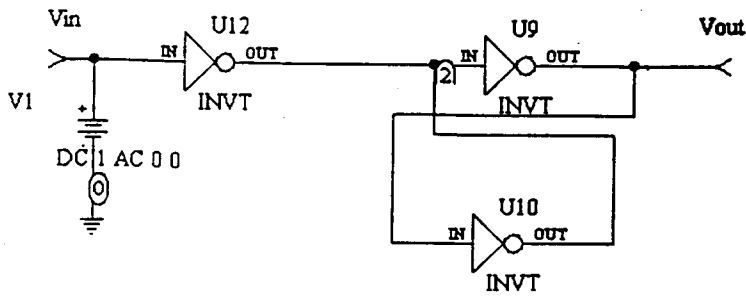 Vin
U12
U9
Vout
IN
OUT
2
IN
OUT
V1
INVT
INVT
+
DC 1 AC 0 0
0
U10
IN
OUT
INVT